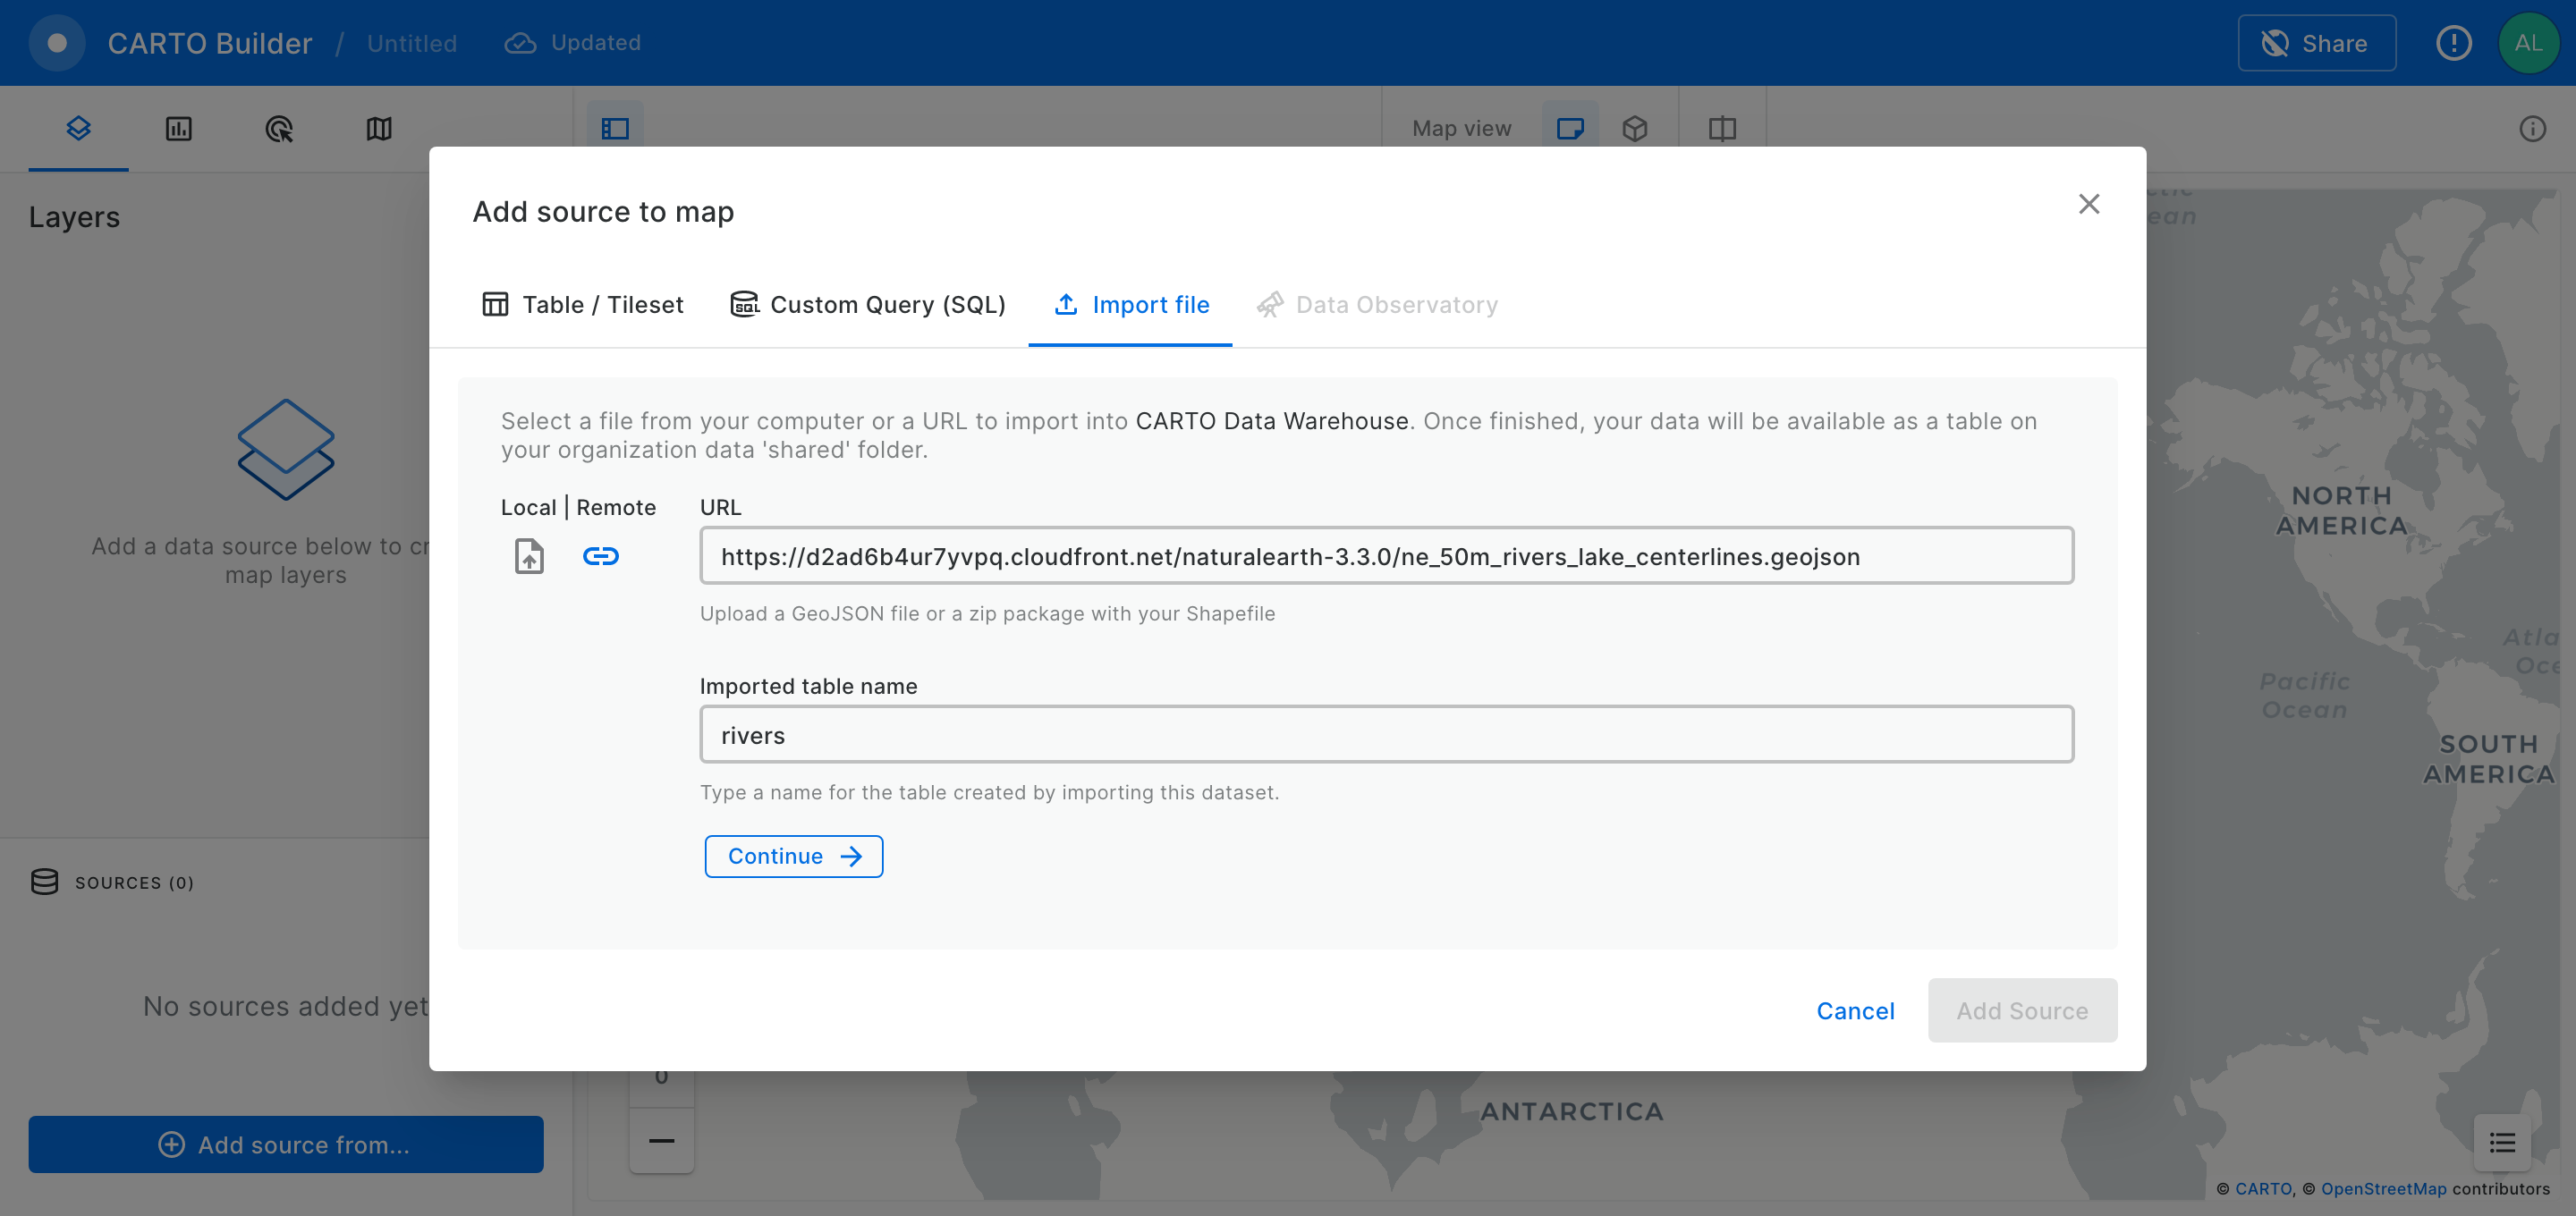 CARTO Builder / Untitled Updated
Share
AL
Map view
Layers
Add a data source below to cr
map layers
SOURCES (0)
No sources added yet
Add source from...
Add source to map
Table / Tileset
Custom Query (SQL)
Import file
Data Observatory
Select a file from your computer or a URL to import into CARTO Data Warehouse. Once finished, your data will be available as a table on
your organization data 'shared' folder.
Local | Remote
URL
https://d2ad6b4ur7yvpq.cloudfront.net/naturalearth-3.3.0/ne_50m_rivers_lake_centerlines.geojson
Upload a GeoJSON file or a zip package with your Shapefile
Imported table name
rivers
Type a name for the table created by importing this dataset.
Continue
Cancel
Add Source
ctic
ean
NORTH
AMERICA
Atla
Oce
Pacific
Ocean
SOUTH
AMERICA
0
ANTARCTICA
© CARTO, © OpenStreetMap contributors